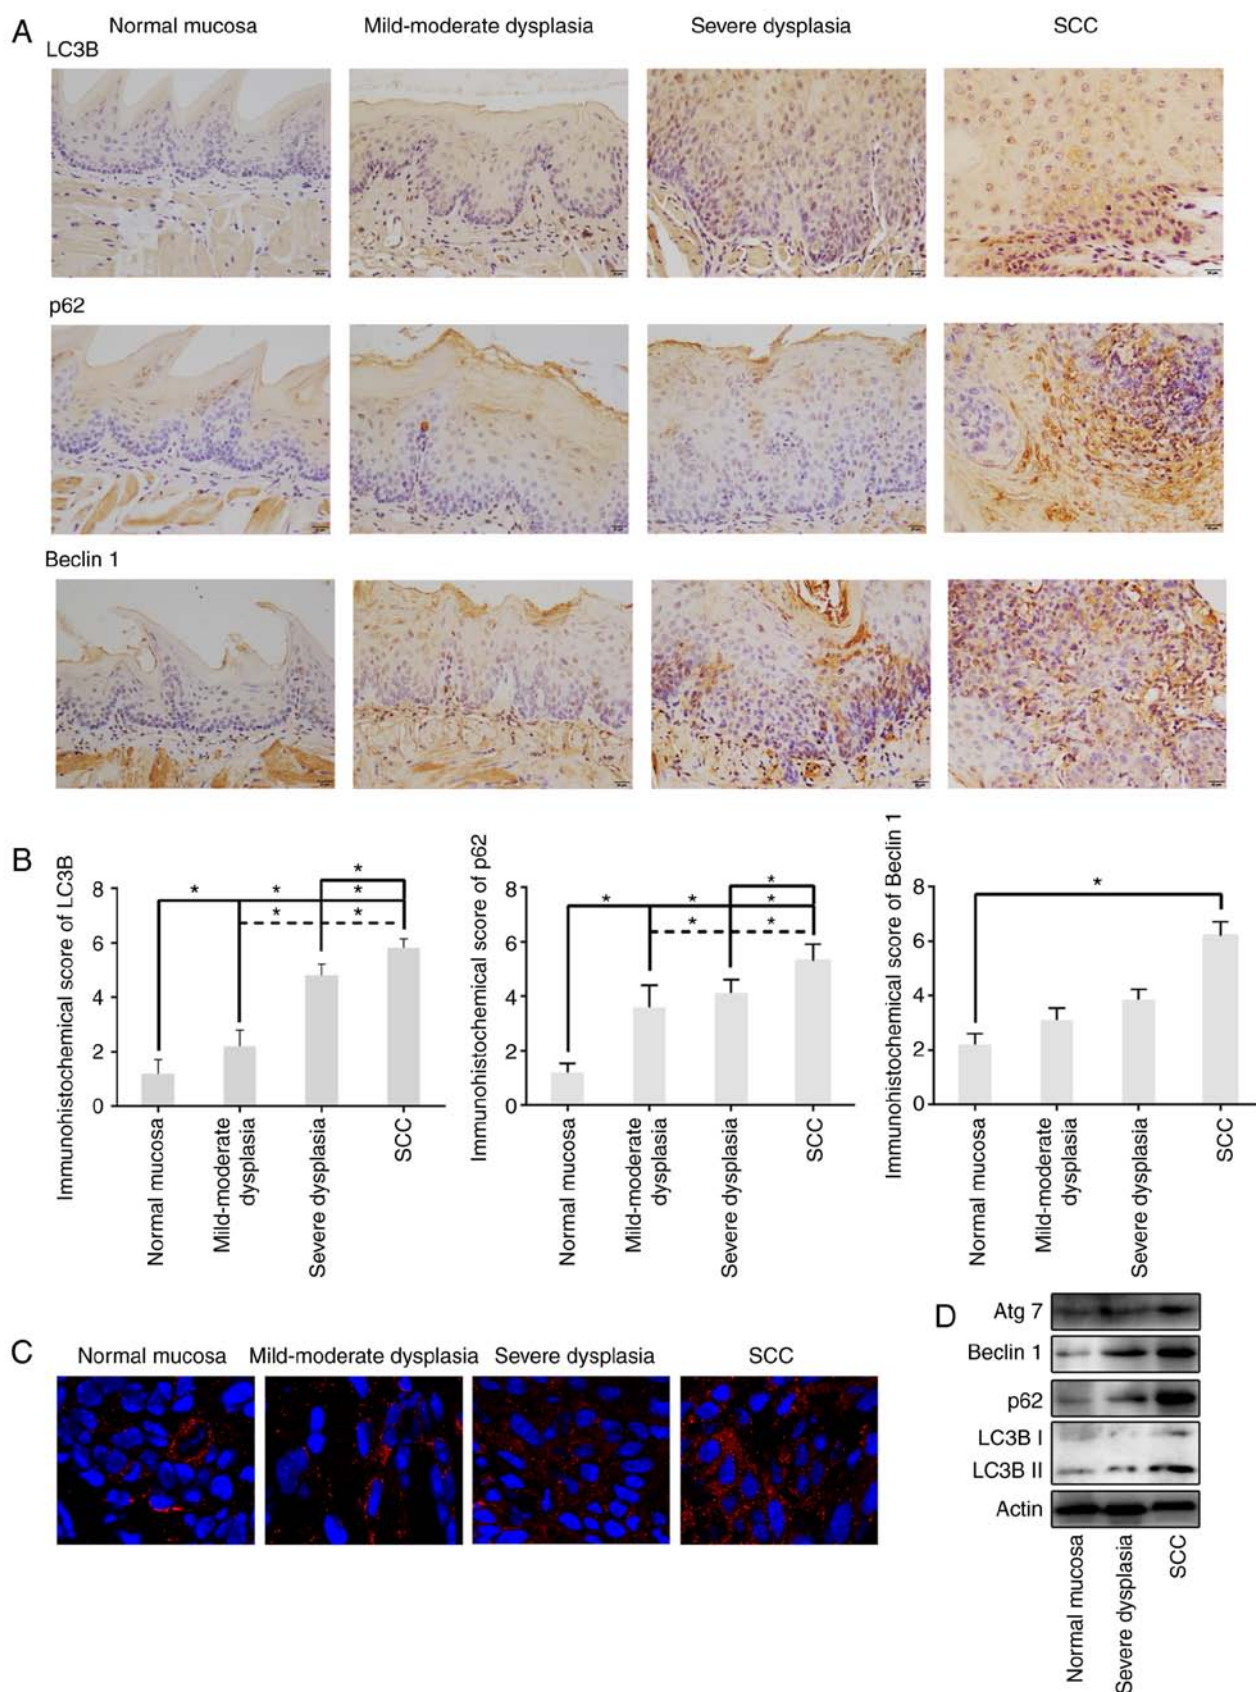 A
Normal mucosa Mild-moderate dysplasia Severe dysplasia SCC
LC3B
p62
Beclin 1
B
Immunohistochemical score of LC3B
8
6
4
2
0
* * *
* *
*
Normal mucosa
Mild-moderate
dysplasia
Severe dysplasia
SCC
Immunohistochemical score of p62
8
6
4
2
0
* * *
* *
*
Normal mucosa
Mild-moderate
dysplasia
Severe dysplasia
SCC
Immunohistochemical score of Beclin 1
8
6
4
2
0
*
Normal mucosa
Mild-moderate
dysplasia
Severe dysplasia
SCC
C
Normal mucosa Mild-moderate dysplasia Severe dysplasia SCC
D
Atg 7
Beclin 1
p62
LC3B I
LC3B II
Actin
Normal mucosa
Severe dysplasia
SCC